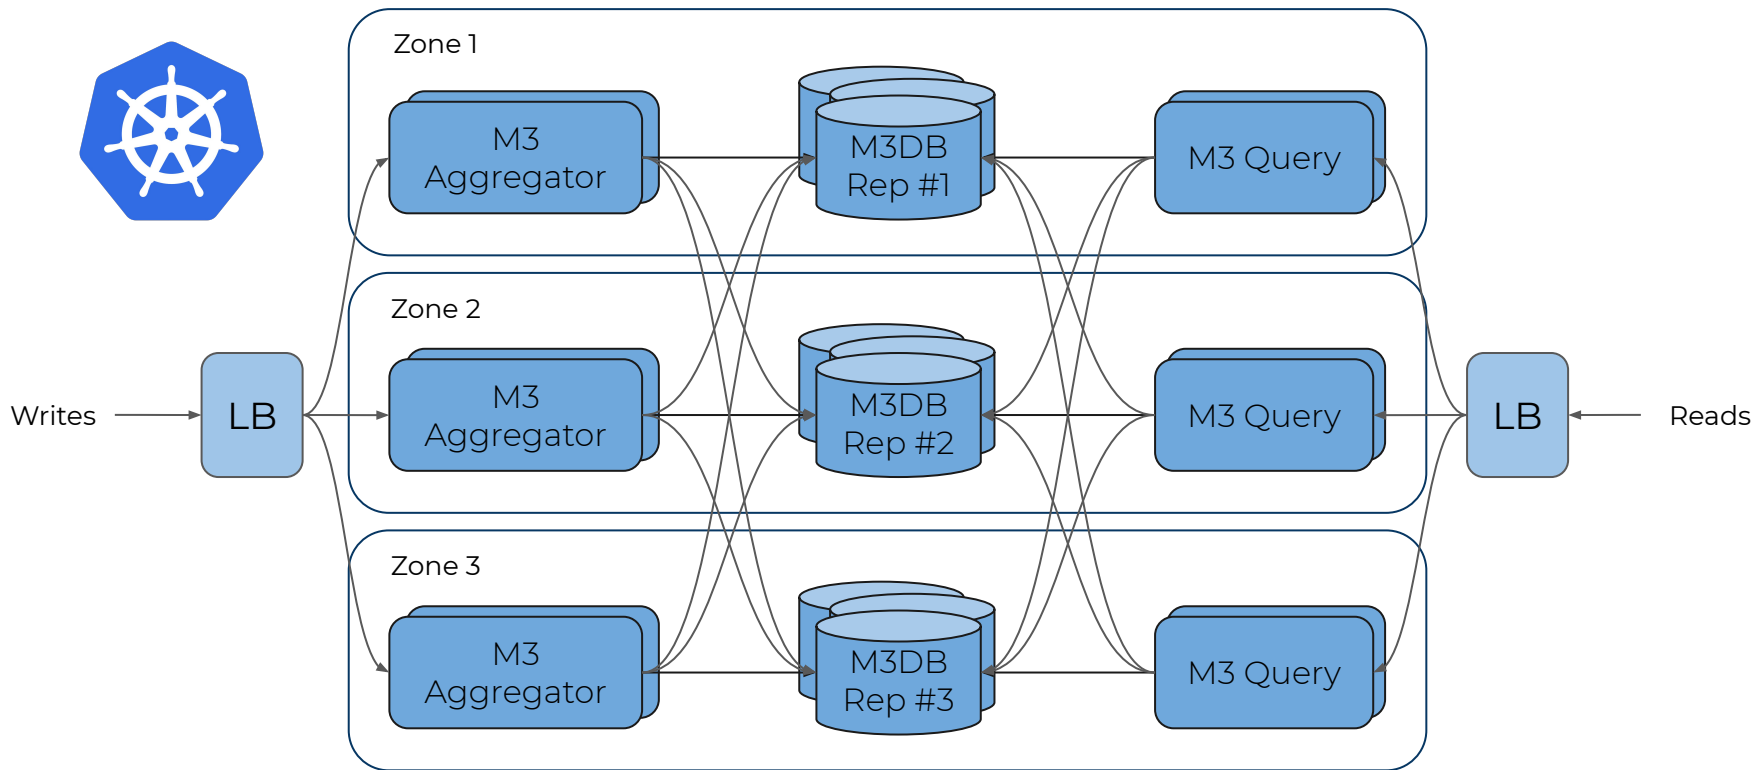 Zone 1
M3
Aggregator
M3DB
Rep #1
M3 Query
Zone 2
Writes
LB
M3
Aggregator
M3DB
Rep #2
M3 Query
LB
Reads
Zone 3
M3
Aggregator
M3DB
Rep #3
M3 Query